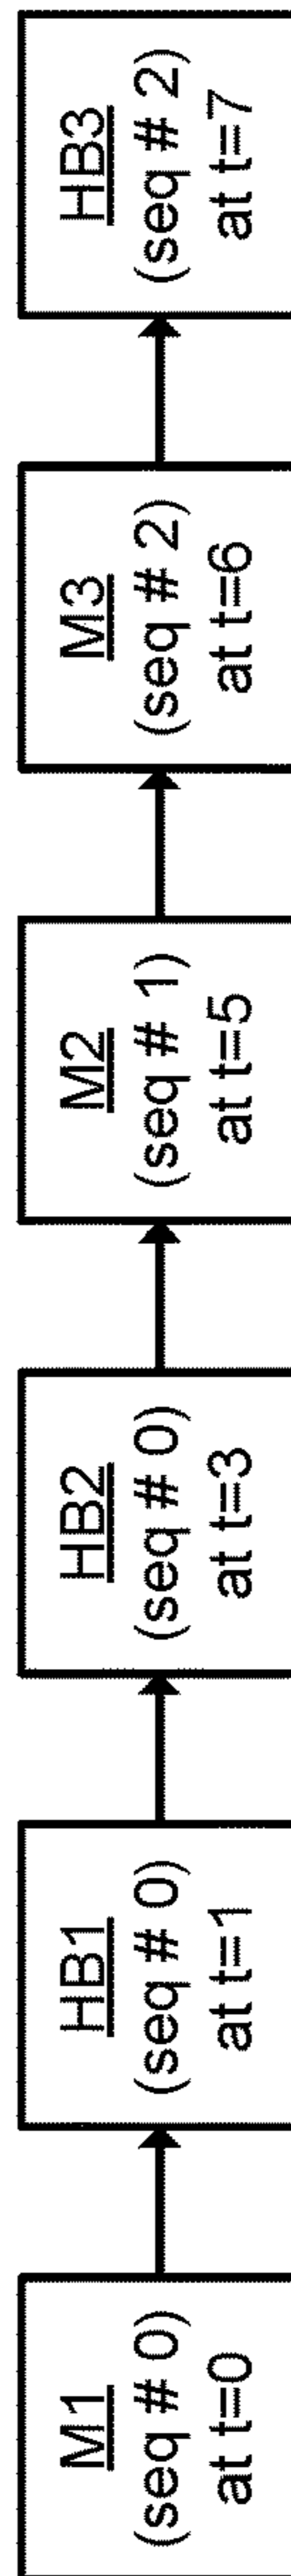 M1
(seq # 0)
at t=0
HB1
(seq # 0)
at t=1
HB2
(seq # 0)
at t=3
M2
(seq # 1)
at t=5
M3
(seq # 2)
at t=6
HB3
(seq # 2)
at t=7